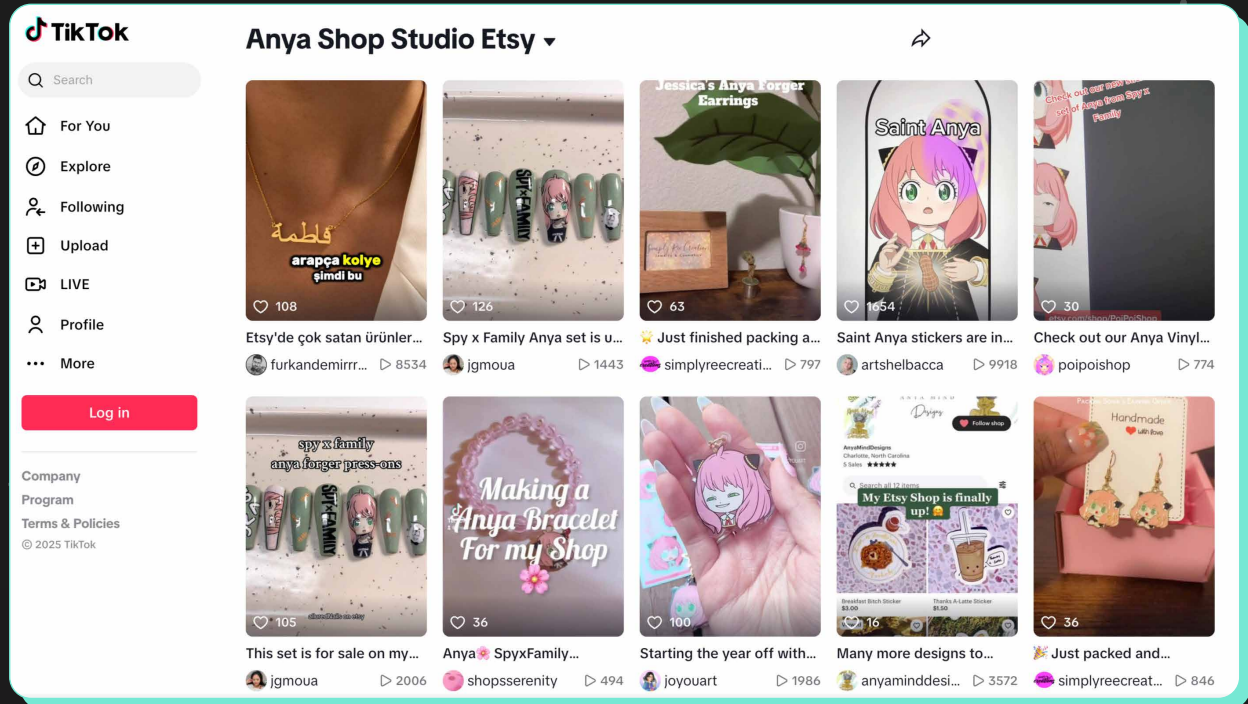 TikTok
Anya Shop Studio Etsy
Search
For You
Explore
Following
Upload
LIVE
Profile
More
Log in
Company
Program
Terms & Policies
© 2025 TikTok
فاطمة
arapça kolye
şimdi bu
108
Etsy'de çok satan ürünler...
furkandemirrr...
8534
SPY x FAMILY
126
Spy x Family Anya set is u...
jgmoua
1443
Jessica's Anya Forger
Earrings
63
🌟 Just finished packing a...
simplyreecreati...
797
Saint Anya
1654
Saint Anya stickers are in...
artshelbacca
9918
Check out our new
set of Anya from Spy x
Family
etsy.com/shop/PoiPoiShop
30
Check out our Anya Vinyl...
poipoishop
774
spy x family
anya forger press-ons
SPY x FAMILY
105
This set is for sale on my...
jgmoua
2006
Making a
Anya Bracelet
For my Shop
🌸
36
Anya🌸 SpyxFamily...
shopsserenity
494
100
Starting the year off with...
joyouart
1986
ANYA MIND
Designs
Follow shop
AnyaMindDesigns
Charlotte, North Carolina
5 Sales ★★★★★
Search all 12 items
My Etsy Shop is finally
up! 🤗
Breakfast Bitch Sticker
$3.00
Thanks A-Latte Sticker
$1.50
16
Many more designs to...
anyaminddesi...
3572
Handmade
with love
36
🎉 Just packed and...
simplyreecreat...
846